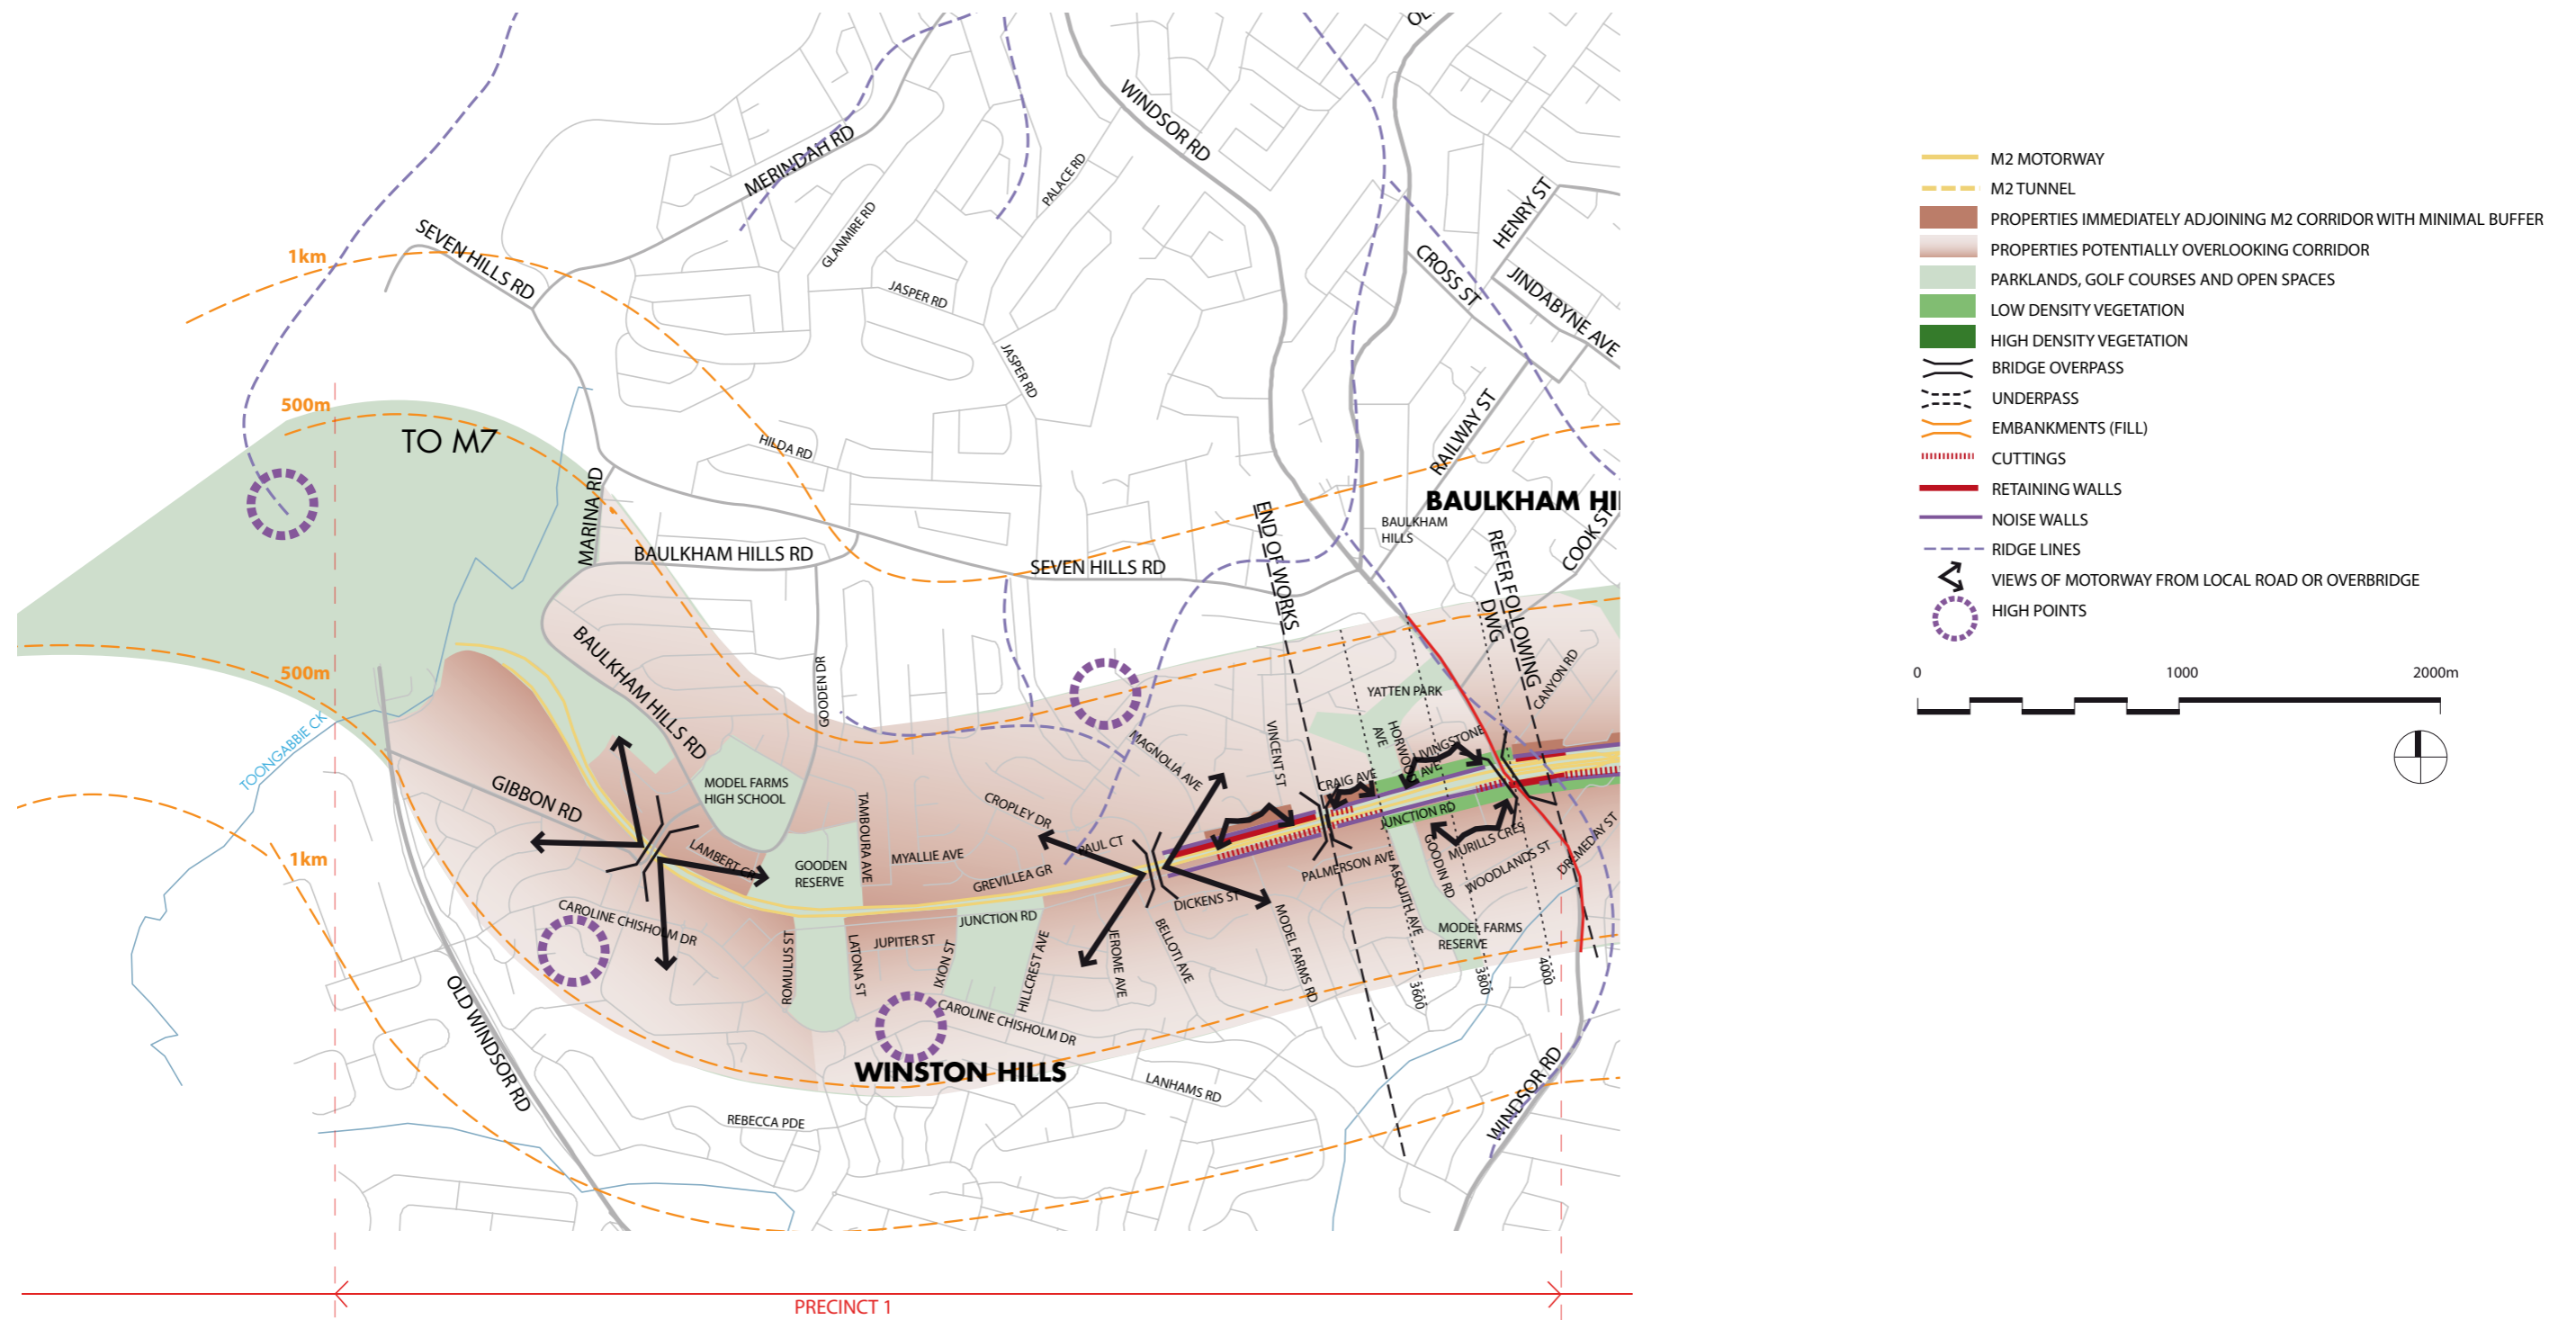 OL
WINDSOR RD
MERINDAH RD
PALACE RD
GLANMIRE RD
HENRY ST
SEVEN HILLS RD
1km
CROSS ST
JINDABYNE AVE
JASPER RD
JASPER RD
500m
TO M7
HILDA RD
RAILWAY ST
MARINA RD
BAULKHAM HI
BAULKHAM
HILLS
COOK ST
END OF WORKS
REFER FOLLOWING
DWG
BAULKHAM HILLS RD
SEVEN HILLS RD
BAULKHAM HILLS RD
GOODEN DR
CANYON RD
500m
YATTEN PARK
TOONGABBIE CK
MAGNOLIA AVE
VINCENT ST
HORWOOD
AVE
LIVINGSTONE
AVE
CRAIG AVE
GIBBON RD
MODEL FARMS
HIGH SCHOOL
TAMBOURA AVE
CROPLEY DR
PAUL CT
JUNCTION RD
MURILLS CRES
GOODIN RD
WOODLANDS ST
DREMEDAY ST
LAMBERT CR
GOODEN
RESERVE
MYALLIE AVE
GREVILLEA GR
PALMERSON AVE
ASQUITH AVE
1km
CAROLINE CHISHOLM DR
DICKENS ST
JUNCTION RD
JUPITER ST
ROMULUS ST
LATONA ST
IXION ST
HILLCREST AVE
JEROME AVE
BELLOTI AVE
MODEL FARMS RD
MODEL FARMS
RESERVE
3600
3800
4000
OLD WINDSOR RD
CAROLINE CHISHOLM DR
WINSTON HILLS
LANHAMS RD
WINDSOR RD
REBECCA PDE
PRECINCT 1
M2 MOTORWAY
M2 TUNNEL
PROPERTIES IMMEDIATELY ADJOINING M2 CORRIDOR WITH MINIMAL BUFFER
PROPERTIES POTENTIALLY OVERLOOKING CORRIDOR
PARKLANDS, GOLF COURSES AND OPEN SPACES
LOW DENSITY VEGETATION
HIGH DENSITY VEGETATION
BRIDGE OVERPASS
UNDERPASS
EMBANKMENTS (FILL)
CUTTINGS
RETAINING WALLS
NOISE WALLS
RIDGE LINES
VIEWS OF MOTORWAY FROM LOCAL ROAD OR OVERBRIDGE
HIGH POINTS
0 1000 2000m